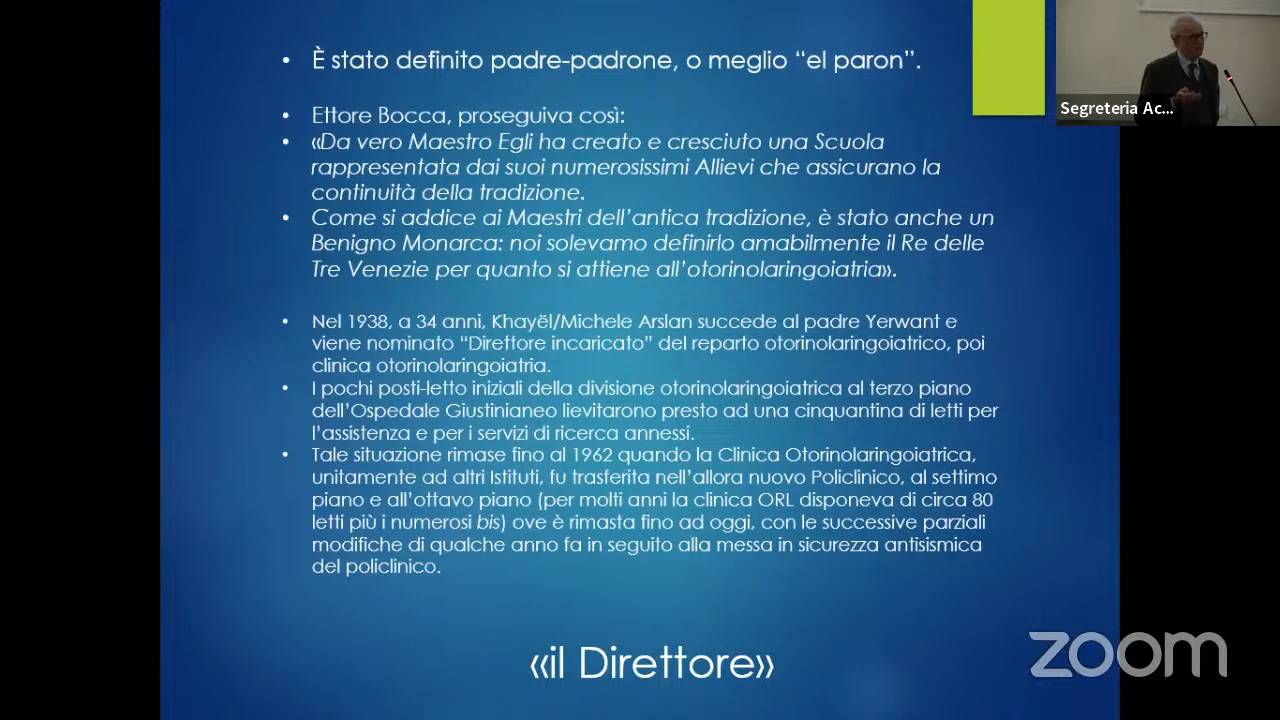 • È stato definito padre-padrone, o meglio “el paron”.
• Ettore Bocca, proseguiva così:
• «Da vero Maestro Egli ha creato e cresciuto una Scuola
rappresentata dai suoi numerosissimi Allievi che assicurano la
continuità della tradizione.
• Come si addice ai Maestri dell’antica tradizione, è stato anche un
Benigno Monarca: noi solevamo definirlo amabilmente il Re delle
Tre Venezie per quanto si attiene all’otorinolaringoiatria».
• Nel 1938, a 34 anni, Khayël/Michele Arslan succede al padre Yerwant e
viene nominato “Direttore incaricato” del reparto otorinolaringoiatrico, poi
clinica otorinolaringoiatria.
• I pochi posti-letto iniziali della divisione otorinolaringoiatrica al terzo piano
dell’Ospedale Giustinianeo lievitarono presto ad una cinquantina di letti per
l’assistenza e per i servizi di ricerca annessi.
• Tale situazione rimase fino al 1962 quando la Clinica Otorinolaringoiatrica,
unitamente ad altri Istituti, fu trasferita nell’allora nuovo Policlinico, al settimo
piano e all’ottavo piano (per molti anni la clinica ORL disponeva di circa 80
letti più i numerosi bis) ove è rimasta fino ad oggi, con le successive parziali
modifiche di qualche anno fa in seguito alla messa in sicurezza antisismica
del policlinico.
«il Direttore»
Segreteria Ac...
zoom